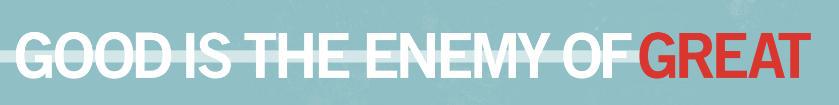 GOOD IS THE ENEMY OF GREAT